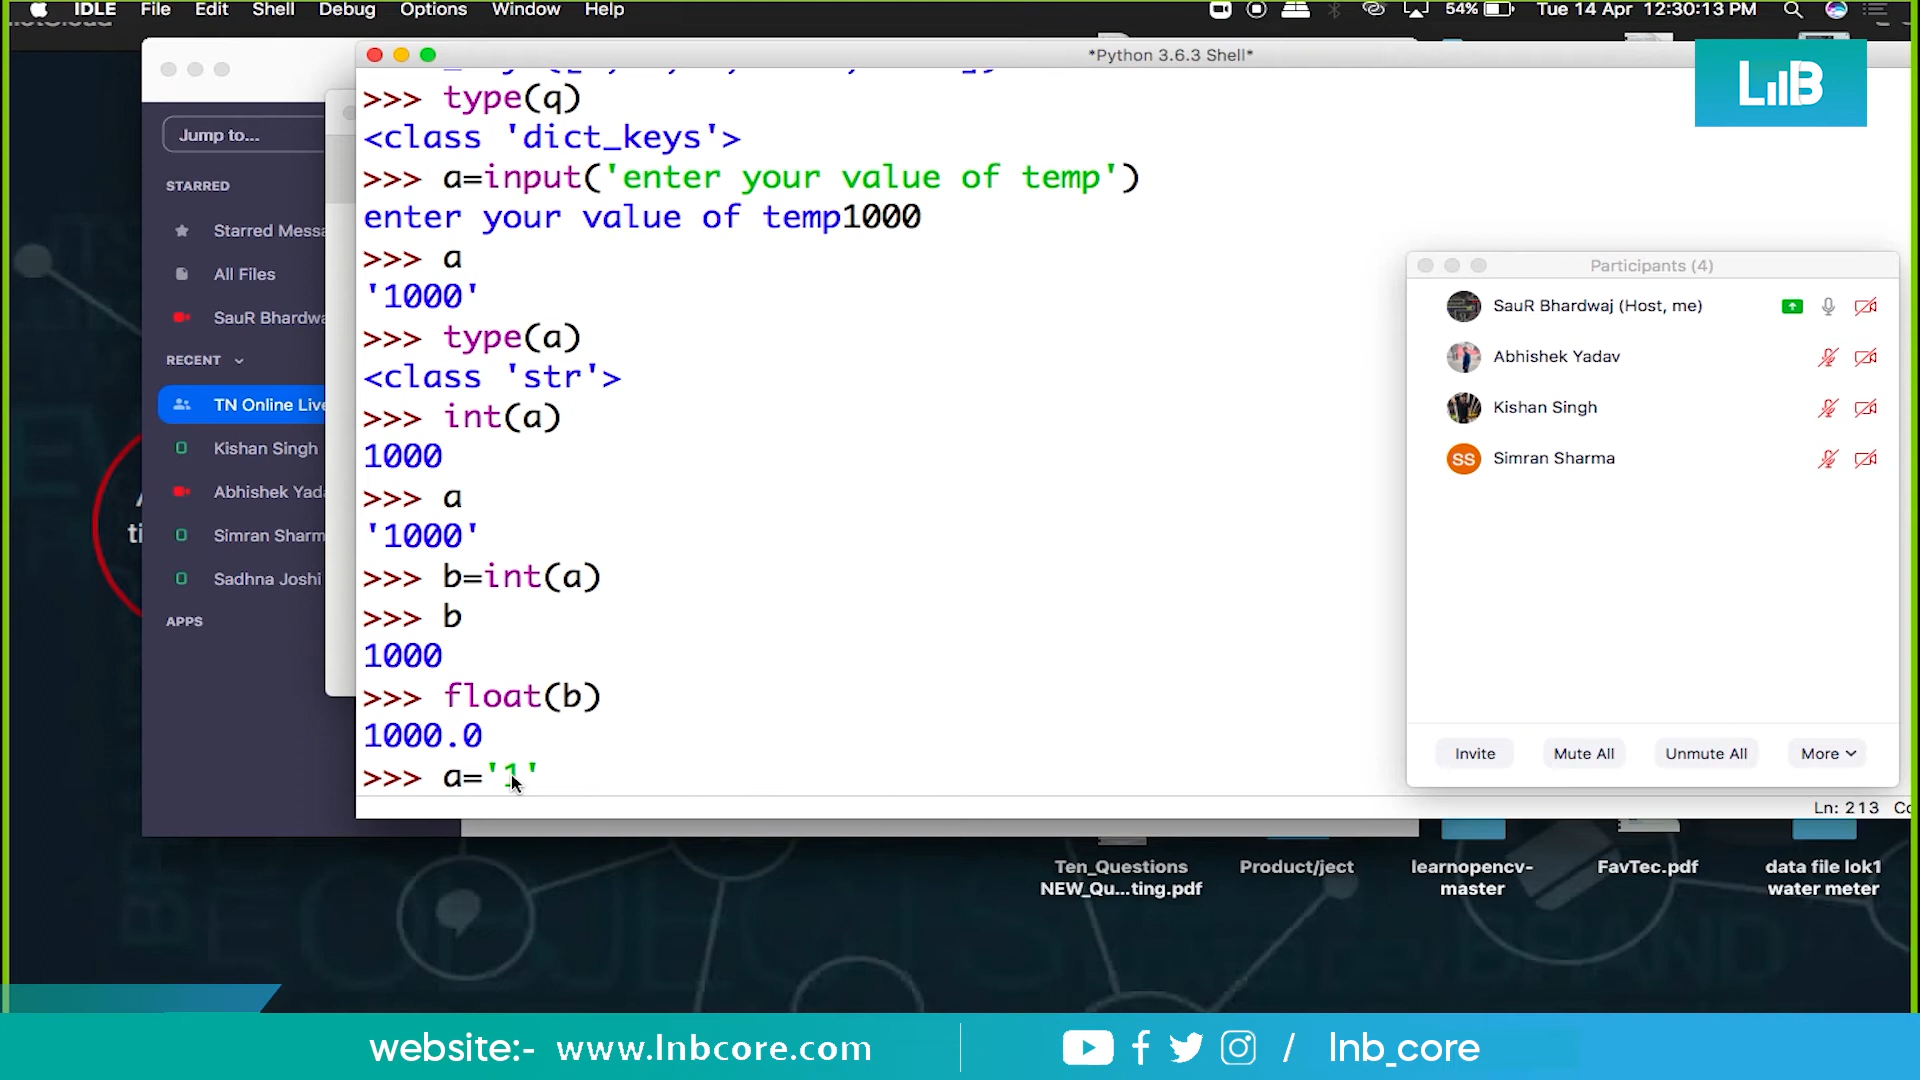 IDLE File Edit Shell Debug Options Window Help
54% Tue 14 Apr 12:30:13 PM
*Python 3.6.3 Shell*
LNB
>>> type(q)
<class 'dict_keys'>
>>> a=input('enter your value of temp')
enter your value of temp1000
>>> a
'1000'
>>> type(a)
<class 'str'>
>>> int(a)
1000
>>> a
'1000'
>>> b=int(a)
>>> b
1000
>>> float(b)
1000.0
>>> a='1'
Ln: 213
Jump to...
STARRED
Starred Messa
All Files
SauR Bhardwa
RECENT
TN Online Live
Kishan Singh
Abhishek Yada
Simran Sharm
Sadhna Joshi
APPS
Participants (4)
SauR Bhardwaj (Host, me)
Abhishek Yadav
Kishan Singh
SS Simran Sharma
Invite Mute All Unmute All More
Ten_Questions
NEW_Qu...ting.pdf
Product/ject
learnopencv-
master
FavTec.pdf
data file lok1
water meter
website:- www.lnbcore.com
/ lnb_core